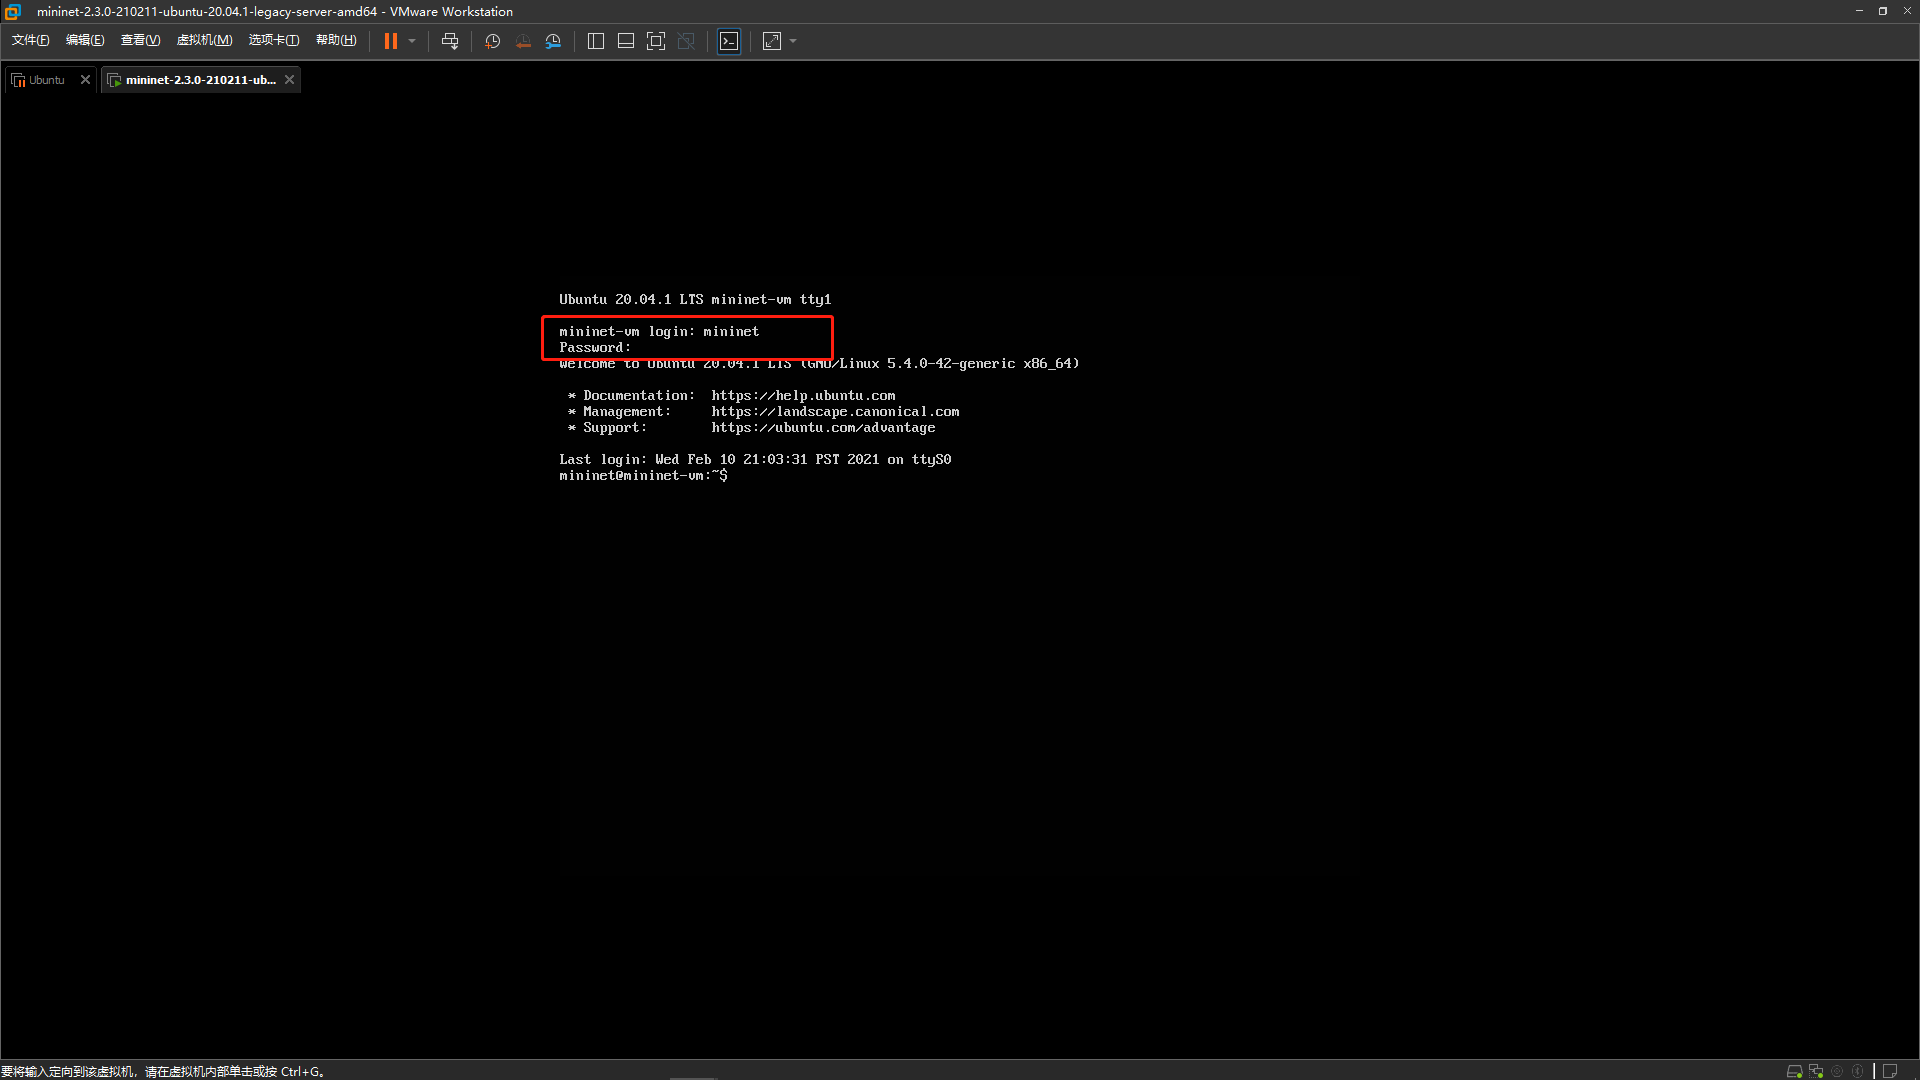 mininet-2.3.0-210211-ubuntu-20.04.1-legacy-server-amd64 - VMware Workstation
文件(F) 编辑(E) 查看(V) 虚拟机(M) 选项卡(T) 帮助(H)
Ubuntu mininet-2.3.0-210211-ub...
Ubuntu 20.04.1 LTS mininet-vm tty1
mininet-vm login: mininet
Password:
Welcome to Ubuntu 20.04.1 LTS (GNU/Linux 5.4.0-42-generic x86_64)
* Documentation: https://help.ubuntu.com
* Management: https://landscape.canonical.com
* Support: https://ubuntu.com/advantage
Last login: Wed Feb 10 21:03:31 PST 2021 on ttyS0
mininet@mininet-vm:~$
要将输入定向到该虚拟机，请在虚拟机内部单击或按 Ctrl+G。